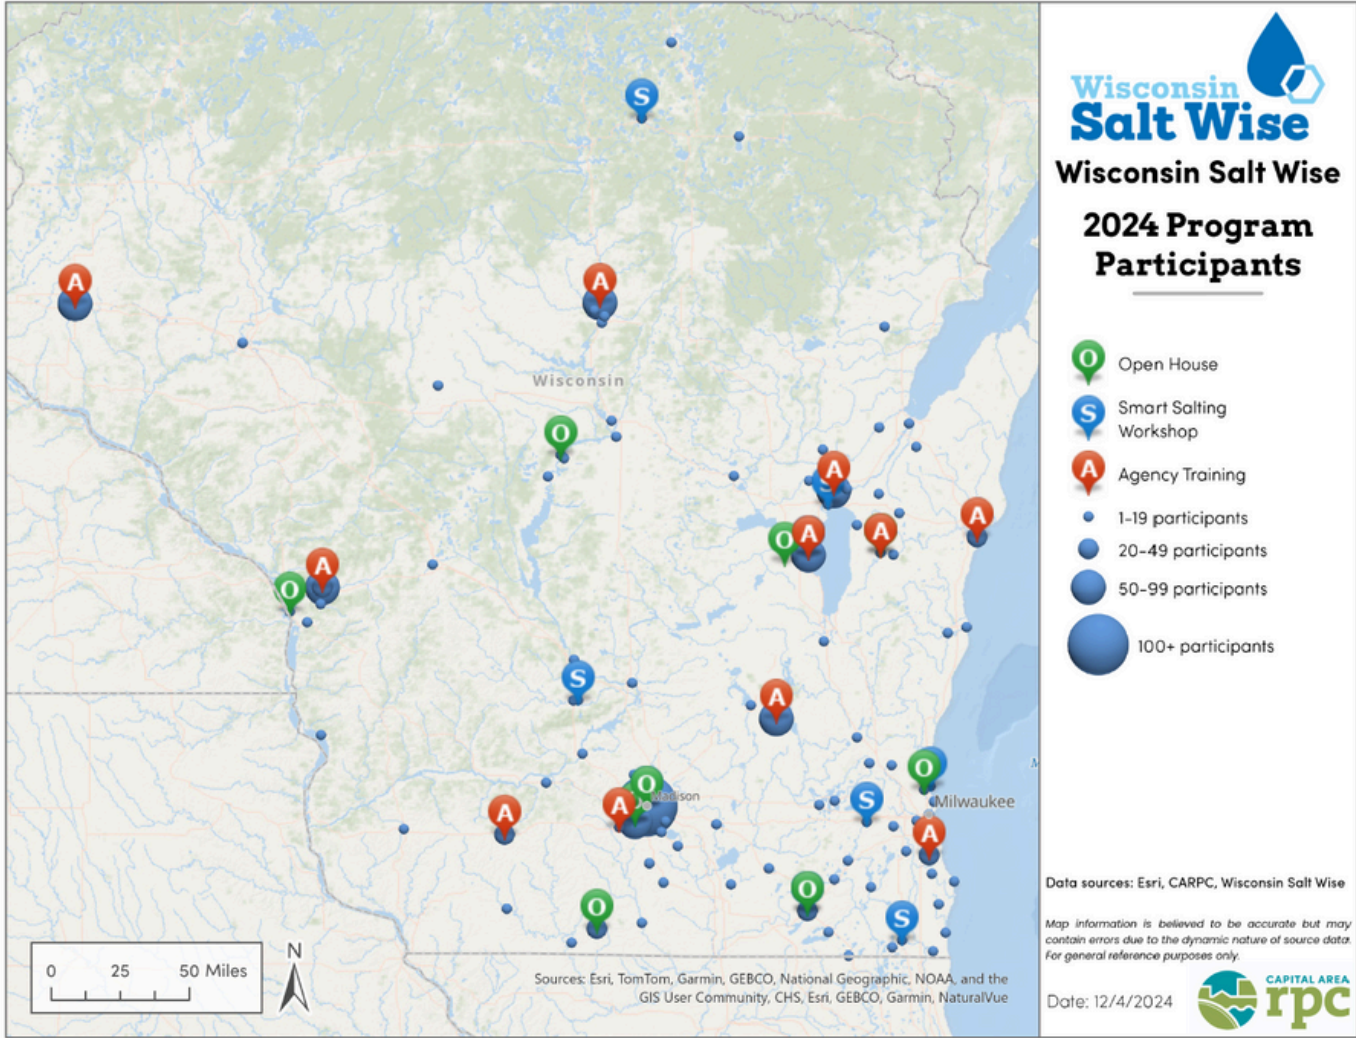 S
A
A
Wisconsin
O
A
S
A
O
A
A
A
O
S
A
O
S
O
A
A
O
Madison
S
Milwaukee
A
O
O
S
0 25 50 Miles
N
Sources: Esri, TomTom, Garmin, GEBCO, National Geographic, NOAA, and the
GIS User Community, CHS, Esri, GEBCO, Garmin, NaturalVue
Wisconsin
Salt Wise
Wisconsin Salt Wise
2024 Program
Participants
O Open House
S Smart Salting
Workshop
A Agency Training
1-19 participants
20-49 participants
50-99 participants
100+ participants
Data sources: Esri, CARPC, Wisconsin Salt Wise
Map information is believed to be accurate but may
contain errors due to the dynamic nature of source data.
For general reference purposes only.
Date: 12/4/2024
CAPITAL AREA
rpc